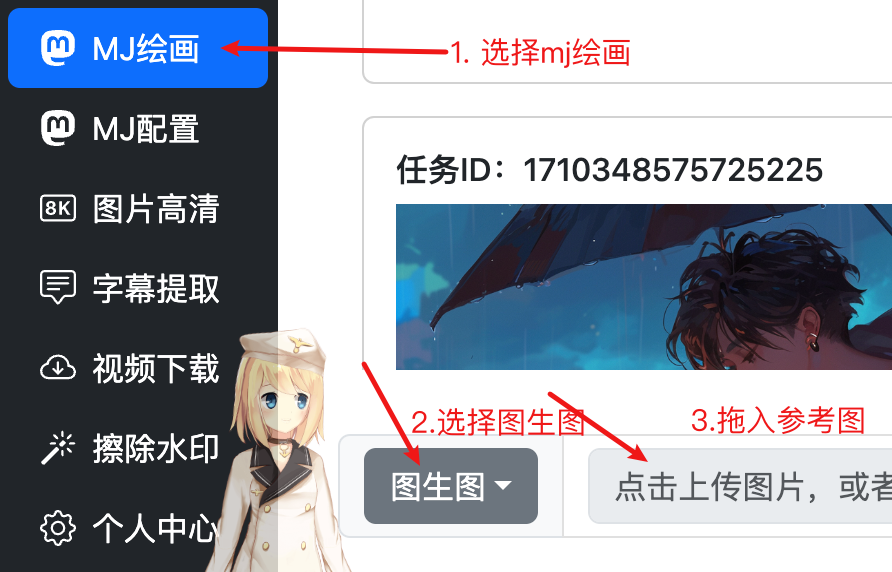 MJ绘画
1. 选择mj绘画
MJ配置
8K 图片高清
字幕提取
视频下载
擦除水印
个人中心
任务ID：1710348575725225
2.选择图生图
3.拖入参考图
图生图
点击上传图片，或者